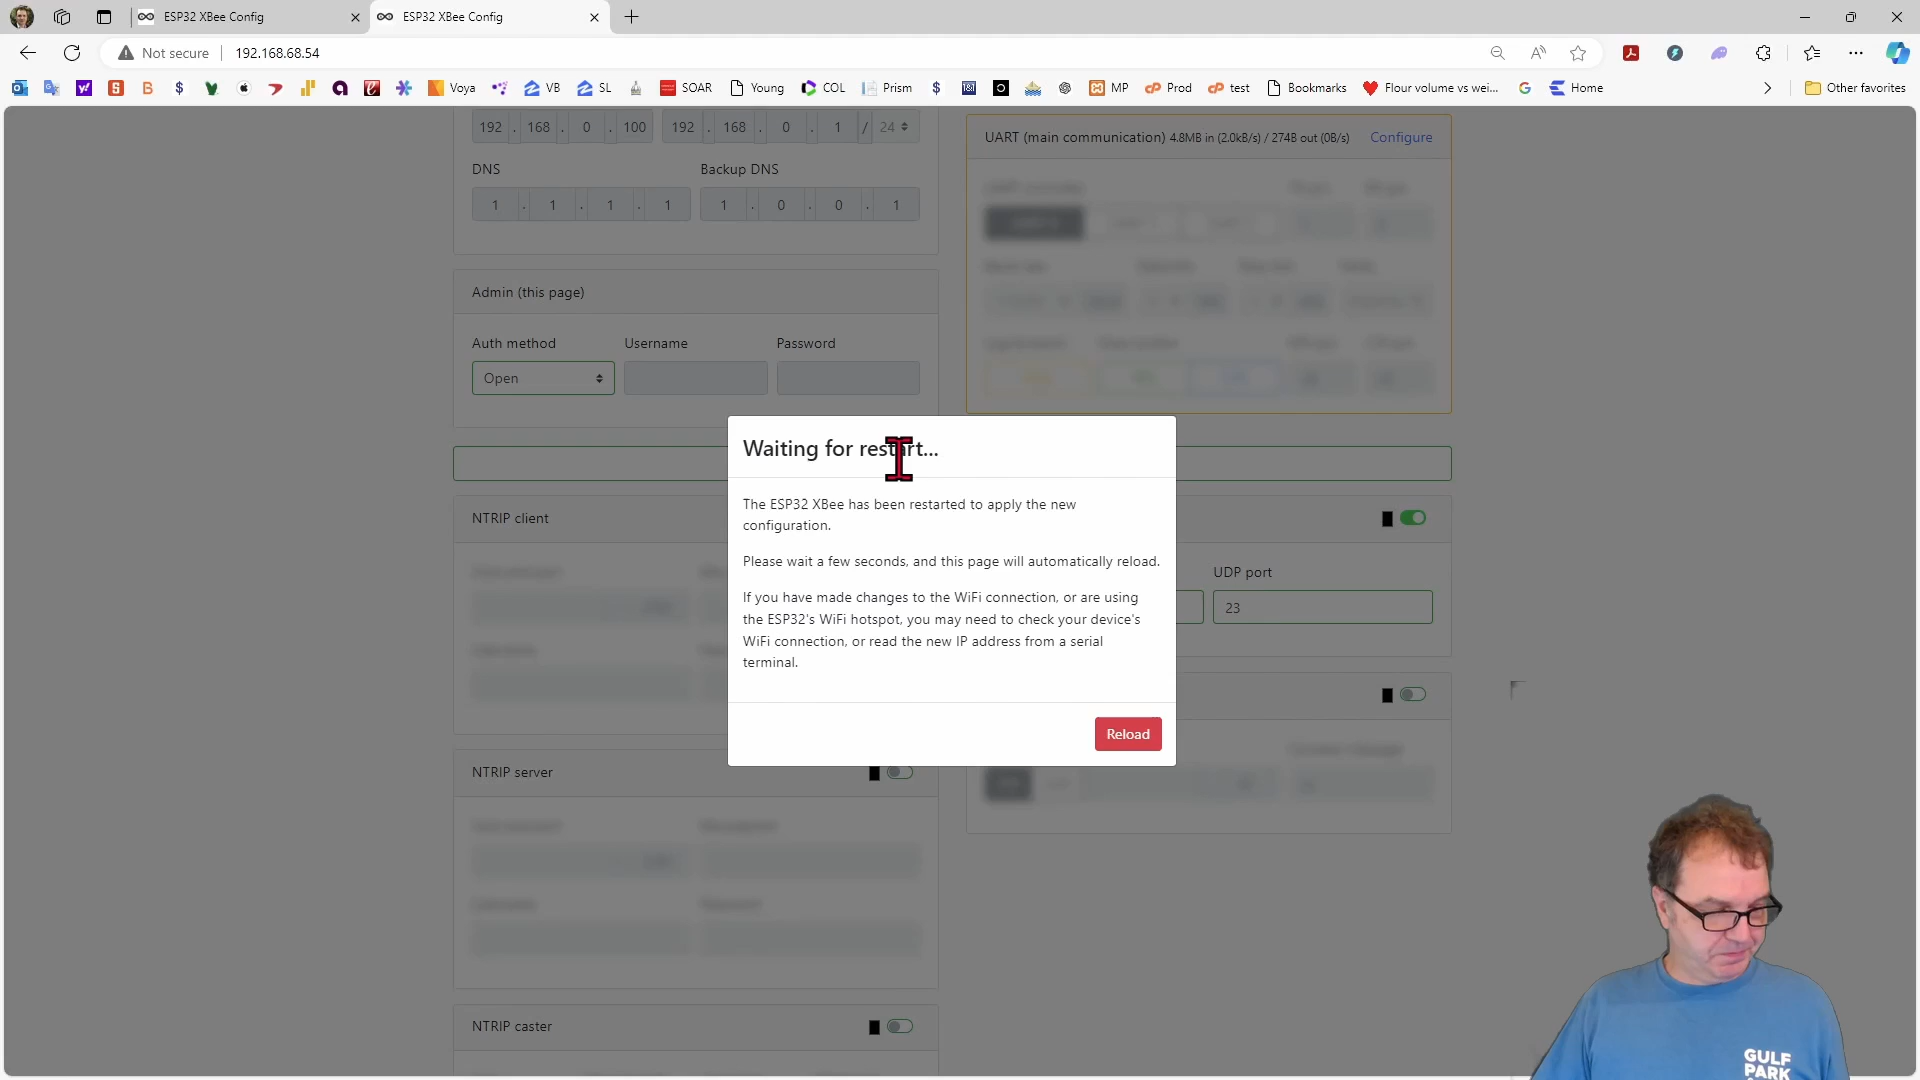 ESP32 XBee Config
ESP32 XBee Config
Not secure
192.168.68.54
Voya
VB
SL
SOAR
Young
COL
Prism
MP
Prod
test
Bookmarks
Flour volume vs wei...
Home
Other favorites
192 . 168 . 0 . 100
192 . 168 . 0 . 1 / 24
DNS
Backup DNS
1 . 1 . 1 . 1
1 . 0 . 0 . 1
UART (main communication) 4.8MB in (2.0kB/s) / 274B out (0B/s)
Configure
Admin (this page)
Auth method
Username
Password
Open
Waiting for restart...
The ESP32 XBee has been restarted to apply the new
configuration.
Please wait a few seconds, and this page will automatically reload.
If you have made changes to the WiFi connection, or are using
the ESP32's WiFi hotspot, you may need to check your device's
WiFi connection, or read the new IP address from a serial
terminal.
Reload
NTRIP client
UDP port
23
NTRIP server
NTRIP caster
GULF
PARK